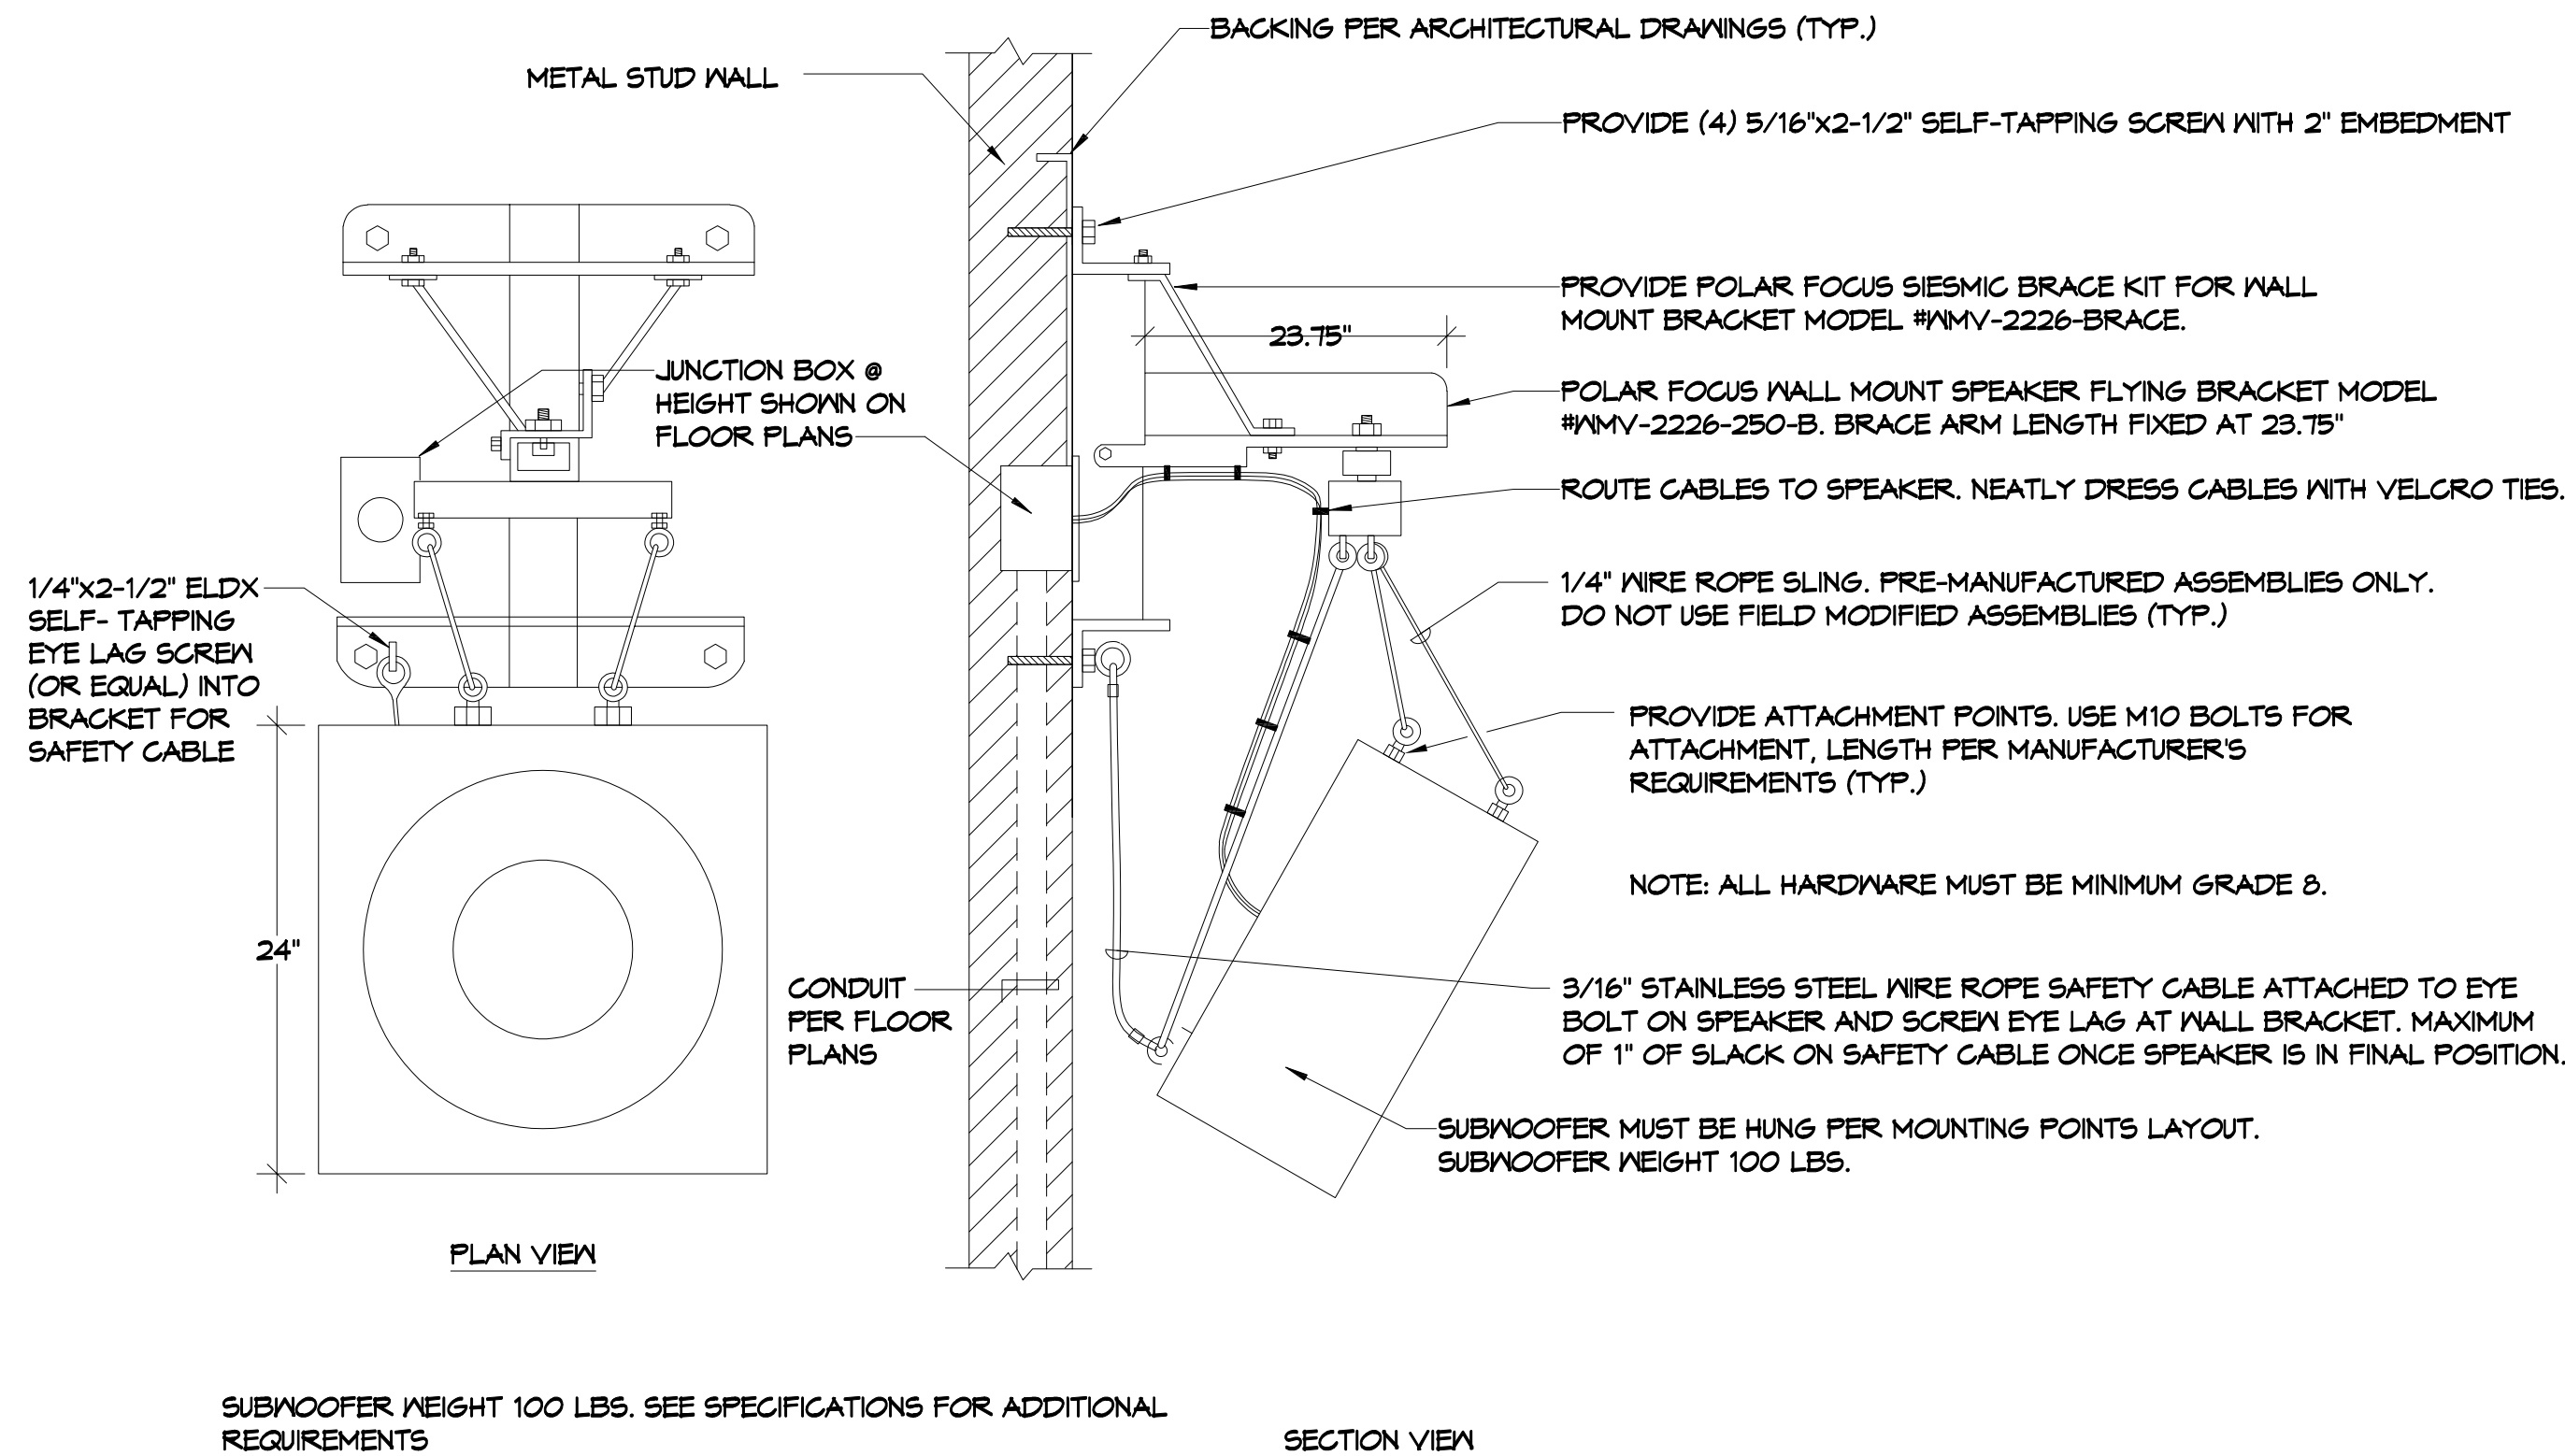 BACKING PER ARCHITECTURAL DRAWINGS (TYP.)
METAL STUD WALL
PROVIDE (4) 5/16"x2-1/2" SELF-TAPPING SCREW WITH 2" EMBEDMENT
PROVIDE POLAR FOCUS SIESMIC BRACE KIT FOR WALL
MOUNT BRACKET MODEL #WMV-2226-BRACE.
23.75"
JUNCTION BOX @
HEIGHT SHOWN ON
FLOOR PLANS
POLAR FOCUS WALL MOUNT SPEAKER FLYING BRACKET MODEL
#WMV-2226-250-B. BRACE ARM LENGTH FIXED AT 23.75"
ROUTE CABLES TO SPEAKER. NEATLY DRESS CABLES WITH VELCRO TIES.
1/4"x2-1/2" ELDX
SELF- TAPPING
EYE LAG SCREW
(OR EQUAL) INTO
BRACKET FOR
SAFETY CABLE
1/4" WIRE ROPE SLING. PRE-MANUFACTURED ASSEMBLIES ONLY.
DO NOT USE FIELD MODIFIED ASSEMBLIES (TYP.)
PROVIDE ATTACHMENT POINTS. USE M10 BOLTS FOR
ATTACHMENT, LENGTH PER MANUFACTURER'S
REQUIREMENTS (TYP.)
NOTE: ALL HARDWARE MUST BE MINIMUM GRADE 8.
24"
CONDUIT
PER FLOOR
PLANS
3/16" STAINLESS STEEL WIRE ROPE SAFETY CABLE ATTACHED TO EYE
BOLT ON SPEAKER AND SCREW EYE LAG AT WALL BRACKET. MAXIMUM
OF 1" OF SLACK ON SAFETY CABLE ONCE SPEAKER IS IN FINAL POSITION.
SUBWOOFER MUST BE HUNG PER MOUNTING POINTS LAYOUT.
SUBWOOFER WEIGHT 100 LBS.
PLAN VIEW
SUBWOOFER WEIGHT 100 LBS. SEE SPECIFICATIONS FOR ADDITIONAL
REQUIREMENTS
SECTION VIEW